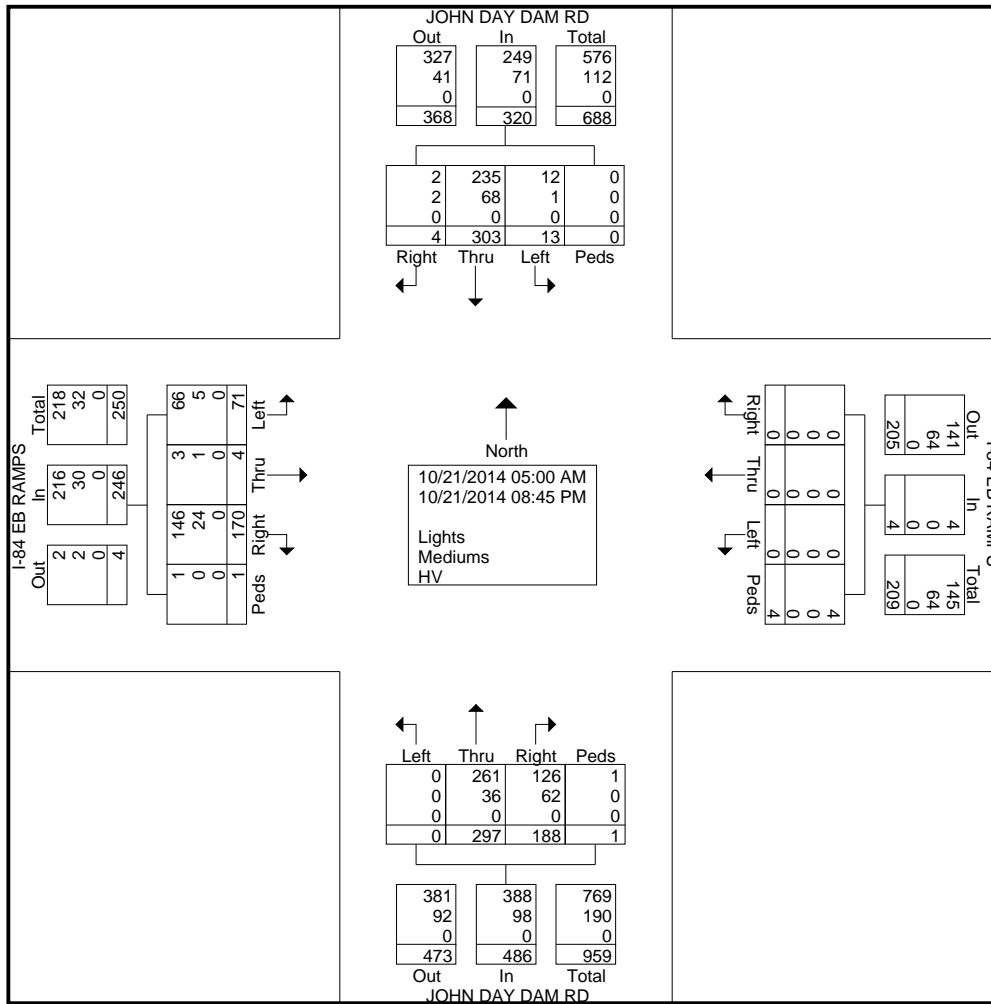 JOHN DAY DAM RD
Out In Total
327 249 576
41 71 112
0 0 0
368 320 688
2 235 12 0
2 68 1 0
0 0 0 0
4 303 13 0
Right Thru Left Peds
I-84 EB RAMPS
Total In Out
218 216 2
32 30 2
0 0 0
250 246 4
66 3 146 1
5 1 24 0
0 0 0 0
71 4 170 1
Left Thru Right Peds
North
10/21/2014 05:00 AM
10/21/2014 08:45 PM
Lights
Mediums
HV
Right Thru Left Peds
0 0 0 4
0 0 0 0
0 0 0 0
0 0 0 4
Out In Total
141 4 145
64 0 64
0 0 0
205 4 209
I-84 EB RAMPS
Left Thru Right Peds
0 261 126 1
0 36 62 0
0 0 0 0
0 297 188 1
381 388 769
92 98 190
0 0 0
473 486 959
Out In Total
JOHN DAY DAM RD